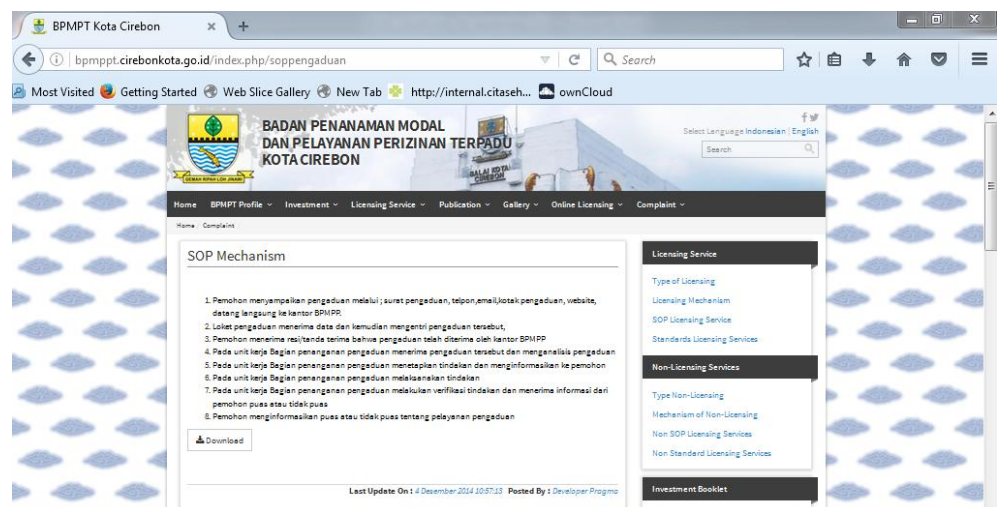 BPMPT Kota Cirebon
bpmppt.cirebonkota.go.id/index.php/soppengaduan
Search
Most Visited Getting Started Web Slice Gallery New Tab http://internal.citaseh... ownCloud
BADAN PENANAMAN MODAL
DAN PELAYANAN PERIZINAN TERPADU
KOTA CIREBON
BALAI KOTA
CIREBON
Select Language Indonesian | English
Search
Home BPMPT Profile Investment Licensing Service Publication Gallery Online Licensing Complaint
Home / Complaint
SOP Mechanism
1. Pemohon menyampaikan pengaduan melalui ; surat pengaduan, telpon,email,kotak pengaduan, website,
datang langsung ke kantor BPMPP.
2. Loket pengaduan menerima data dan kemudian mengentri pengaduan tersebut,
3. Pemohon menerima resi/tanda terima bahwa pengaduan telah diterima oleh kantor BPMPP
4. Pada unit kerja Bagian penanganan pengaduan menerima pengaduan tersebut dan menganalisis pengaduan
5. Pada unit kerja Bagian penanganan pengaduan menetapkan tindakan dan menginformasikan ke pemohon
6. Pada unit kerja Bagian penanganan pengaduan melaksanakan tindakan
7. Pada unit kerja Bagian penanganan pengaduan melakukan verifikasi tindakan dan menerima informasi dari
pemohon puas atau tidak puas
8. Pemohon menginformasikan puas atau tidak puas tentang pelayanan pengaduan
Download
Last Update On : 4 Desember 2014 10:57:13 Posted By : Developer Progmo
Licensing Service
Type of Licensing
Licensing Mechanism
SOP Licensing Service
Standards Licensing Services
Non-Licensing Services
Type Non-Licensing
Mechanism of Non-Licensing
Non SOP Licensing Services
Non Standard Licensing Services
Investment Booklet